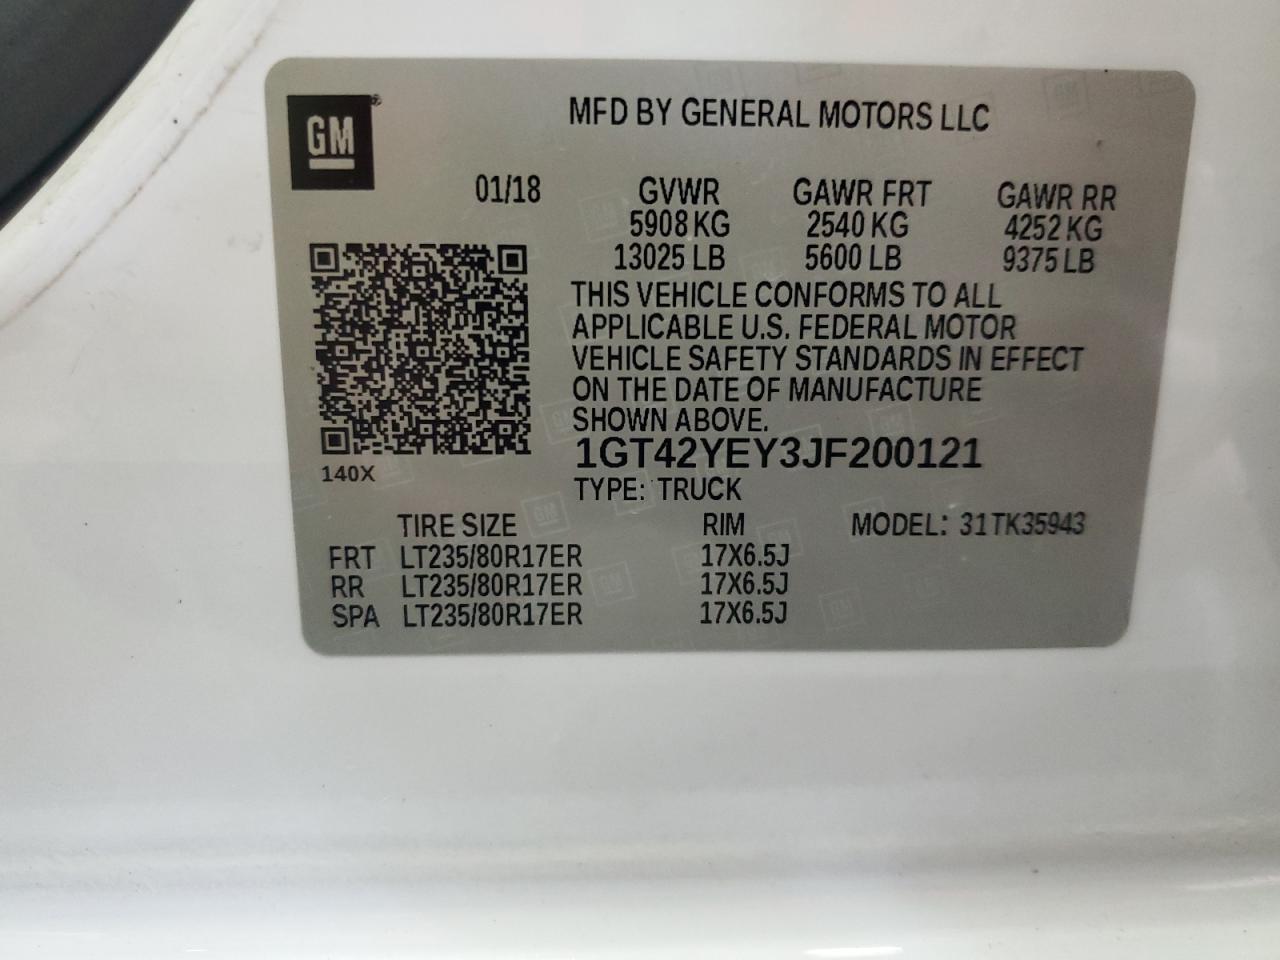 GM
MFD BY GENERAL MOTORS LLC
01/18 GVWR GAWR FRT GAWR RR
5908 KG 2540 KG 4252 KG
13025 LB 5600 LB 9375 LB
THIS VEHICLE CONFORMS TO ALL
APPLICABLE U.S. FEDERAL MOTOR
VEHICLE SAFETY STANDARDS IN EFFECT
ON THE DATE OF MANUFACTURE
SHOWN ABOVE.
1GT42YEY3JF200121
140X
TYPE: TRUCK
TIRE SIZE RIM MODEL: 31TK35943
FRT LT235/80R17ER 17X6.5J
RR LT235/80R17ER 17X6.5J
SPA LT235/80R17ER 17X6.5J